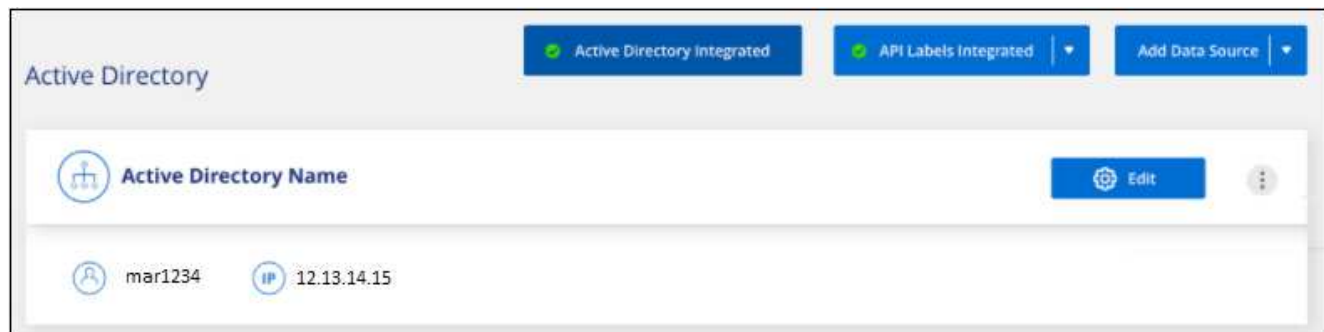 Active Directory Integrated
API Labels Integrated
Add Data Source
Active Directory
Active Directory Name
Edit
mar1234
IP 12.13.14.15